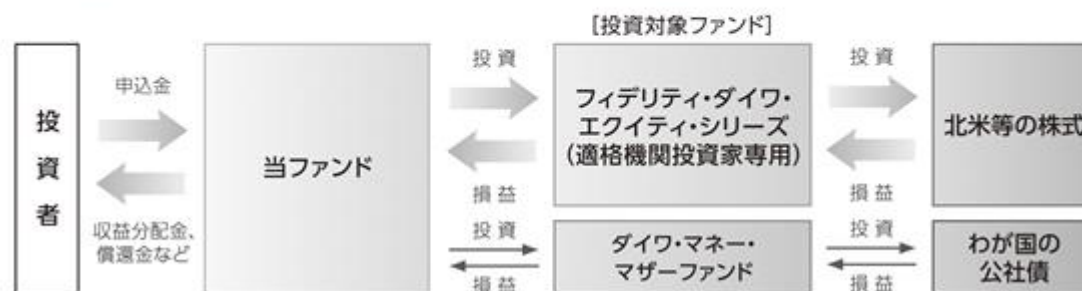 [投資対象ファンド]
投資者
申込金
収益分配金、
償還金など
当ファンド
投資
損益
投資
損益
フィデリティ・ダイワ・
エクイティ・シリーズ
(適格機関投資家専用)
ダイワ・マネー・
マザーファンド
投資
損益
投資
損益
北米等の株式
わが国の
公社債